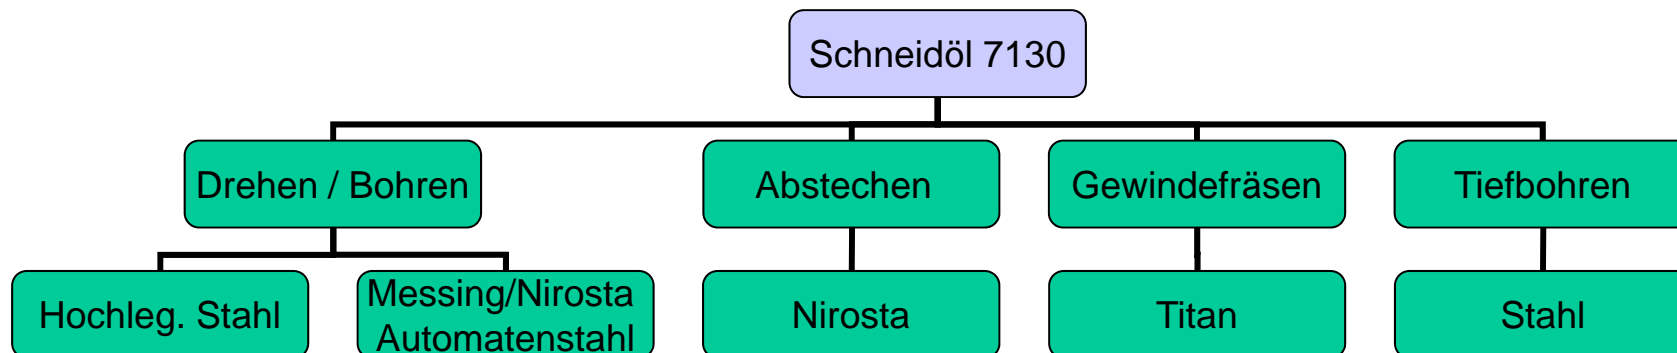 Schneidöl 7130
Drehen / Bohren
Abstechen
Gewindefräsen
Tiefbohren
Hochleg. Stahl
Messing/Nirosta
Automatenstahl
Nirosta
Titan
Stahl